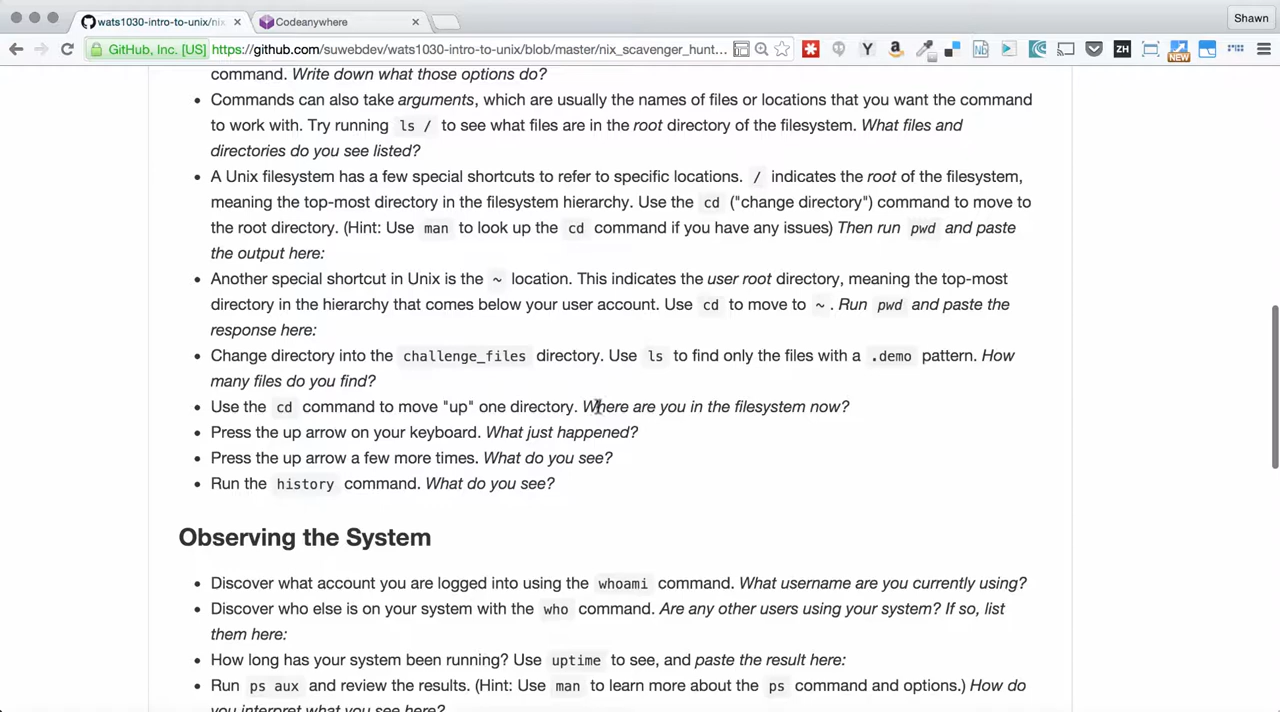 wats1030-intro-to-unix/nix
Codeanywhere
Shawn
GitHub, Inc. [US] https://github.com/suwebdev/wats1030-intro-to-unix/blob/master/nix_scavenger_hunt...
Y
a
Nb
ZH
NEW
command. Write down what those options do?
• Commands can also take arguments, which are usually the names of files or locations that you want the command
to work with. Try running ls / to see what files are in the root directory of the filesystem. What files and
directories do you see listed?
• A Unix filesystem has a few special shortcuts to refer to specific locations. / indicates the root of the filesystem,
meaning the top-most directory in the filesystem hierarchy. Use the cd ("change directory") command to move to
the root directory. (Hint: Use man to look up the cd command if you have any issues) Then run pwd and paste
the output here:
• Another special shortcut in Unix is the ~ location. This indicates the user root directory, meaning the top-most
directory in the hierarchy that comes below your user account. Use cd to move to ~ . Run pwd and paste the
response here:
• Change directory into the challenge_files directory. Use ls to find only the files with a .demo pattern. How
many files do you find?
• Use the cd command to move "up" one directory. Where are you in the filesystem now?
• Press the up arrow on your keyboard. What just happened?
• Press the up arrow a few more times. What do you see?
• Run the history command. What do you see?
Observing the System
• Discover what account you are logged into using the whoami command. What username are you currently using?
• Discover who else is on your system with the who command. Are any other users using your system? If so, list
them here:
• How long has your system been running? Use uptime to see, and paste the result here:
• Run ps aux and review the results. (Hint: Use man to learn more about the ps command and options.) How do
you interpret what you see here?